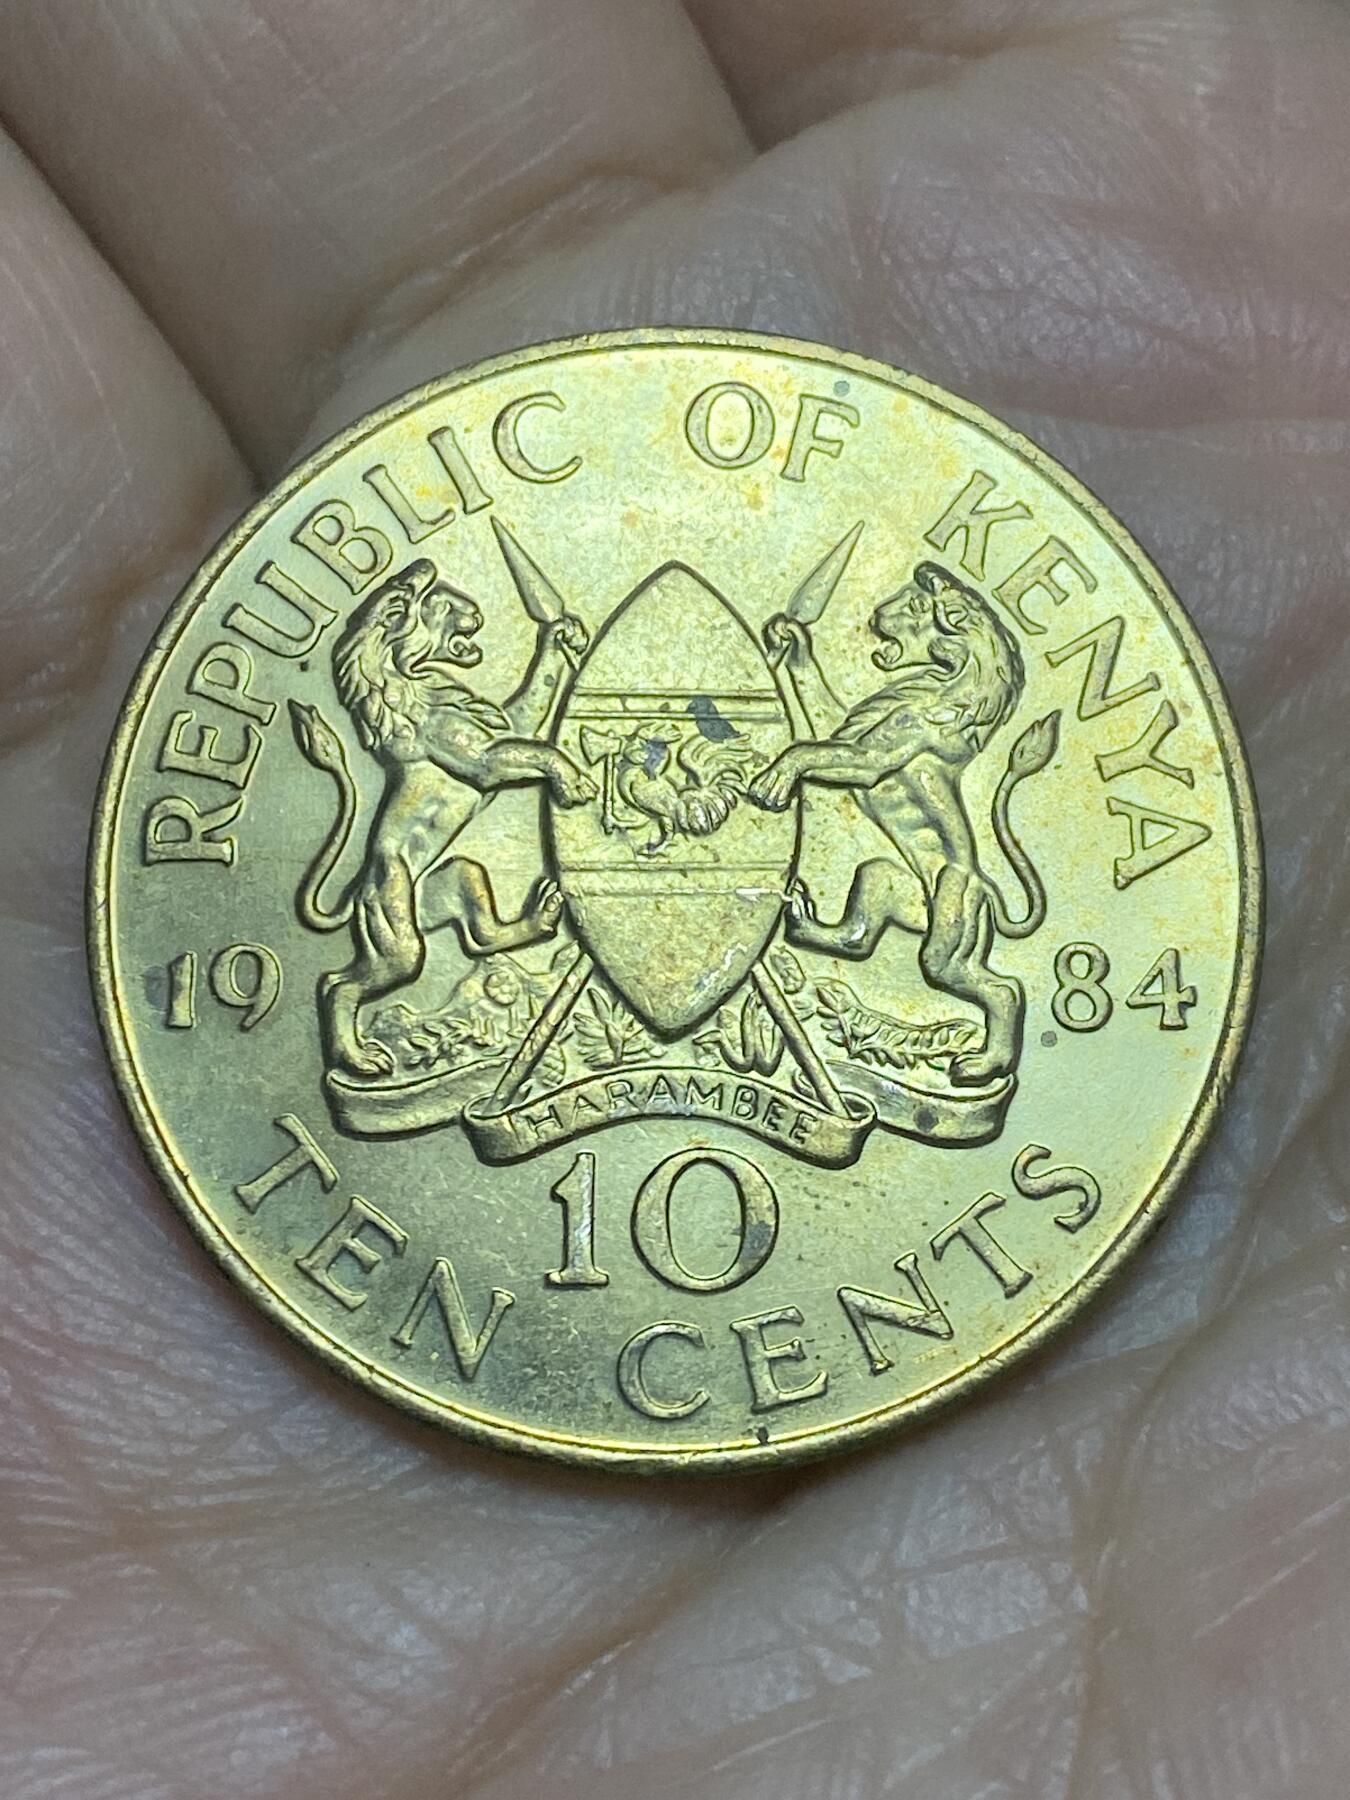 REPUBLIC OF KENYA
19 84
HARAMBEE
10
TEN CENTS